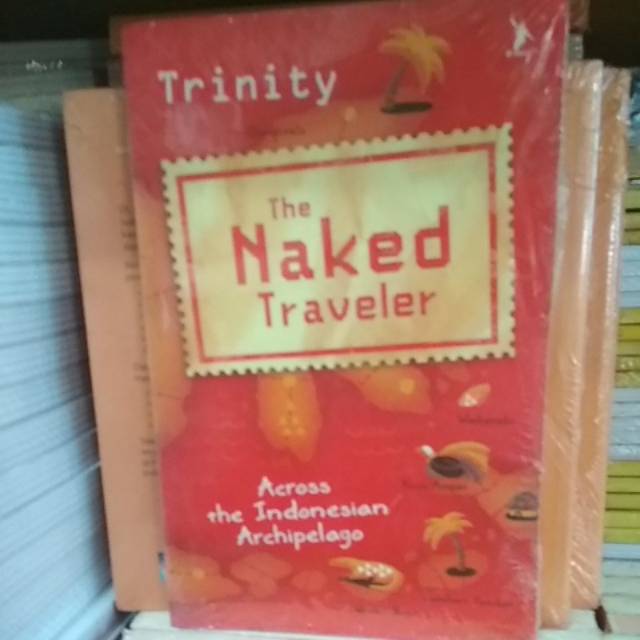 Trinity
The
Naked
Traveler
Across
the Indonesian
Archipelago